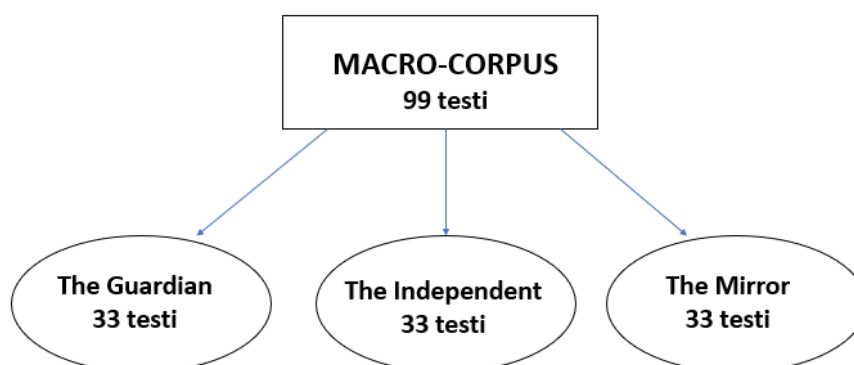 MACRO-CORPUS
99 testi
The Guardian
33 testi
The Independent
33 testi
The Mirror
33 testi